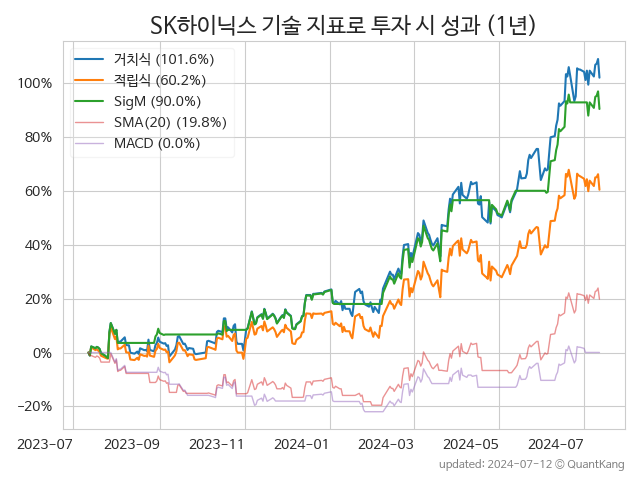 SK하이닉스 기술 지표로 투자 시 성과 (1년)
거치식 (101.6%)
적립식 (60.2%)
SigM (90.0%)
SMA(20) (19.8%)
MACD (0.0%)
100%
80%
60%
40%
20%
0%
−20%
2023-07
2023-09
2023-11
2024-01
2024-03
2024-05
2024-07
updated: 2024-07-12 © QuantKang